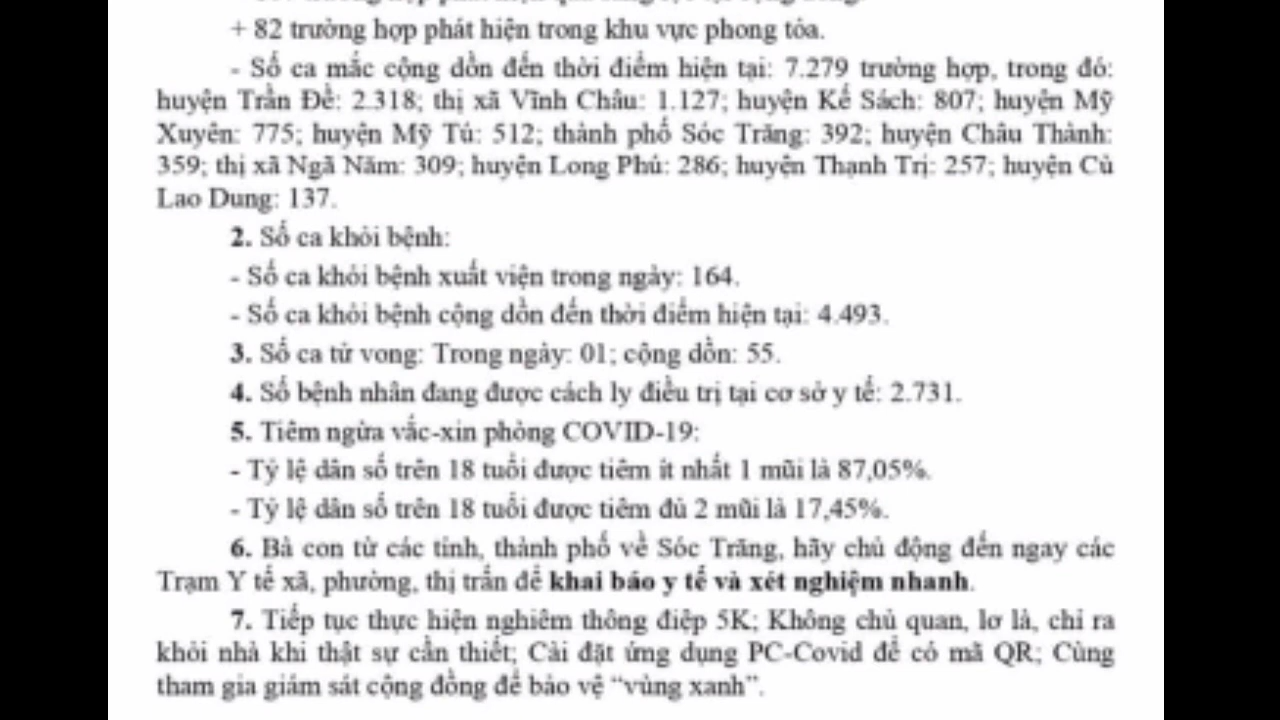 + 82 trường hợp phát hiện trong khu vực phong tỏa.
- Số ca mắc cộng dồn đến thời điểm hiện tại: 7.279 trường hợp, trong đó:
huyện Trần Đề: 2.318; thị xã Vĩnh Châu: 1.127; huyện Kế Sách: 807; huyện Mỹ
Xuyên: 775; huyện Mỹ Tú: 512; thành phố Sóc Trăng: 392; huyện Châu Thành:
359; thị xã Ngã Năm: 309; huyện Long Phú: 286; huyện Thạnh Trị: 257; huyện Cù
Lao Dung: 137.
2. Số ca khỏi bệnh:
- Số ca khỏi bệnh xuất viện trong ngày: 164.
- Số ca khỏi bệnh cộng dồn đến thời điểm hiện tại: 4.493.
3. Số ca tử vong: Trong ngày: 01; cộng dồn: 55.
4. Số bệnh nhân đang được cách ly điều trị tại cơ sở y tế: 2.731.
5. Tiêm ngừa vắc-xin phòng COVID-19:
- Tỷ lệ dân số trên 18 tuổi được tiêm ít nhất 1 mũi là 87,05%.
- Tỷ lệ dân số trên 18 tuổi được tiêm đủ 2 mũi là 17,45%.
6. Bà con từ các tỉnh, thành phố về Sóc Trăng, hãy chủ động đến ngay các
Trạm Y tế xã, phường, thị trấn để khai báo y tế và xét nghiệm nhanh.
7. Tiếp tục thực hiện nghiêm thông điệp 5K; Không chủ quan, lơ là, chỉ ra
khỏi nhà khi thật sự cần thiết; Cài đặt ứng dụng PC-Covid để có mã QR; Cùng
tham gia giám sát cộng đồng để bảo vệ “vùng xanh”.